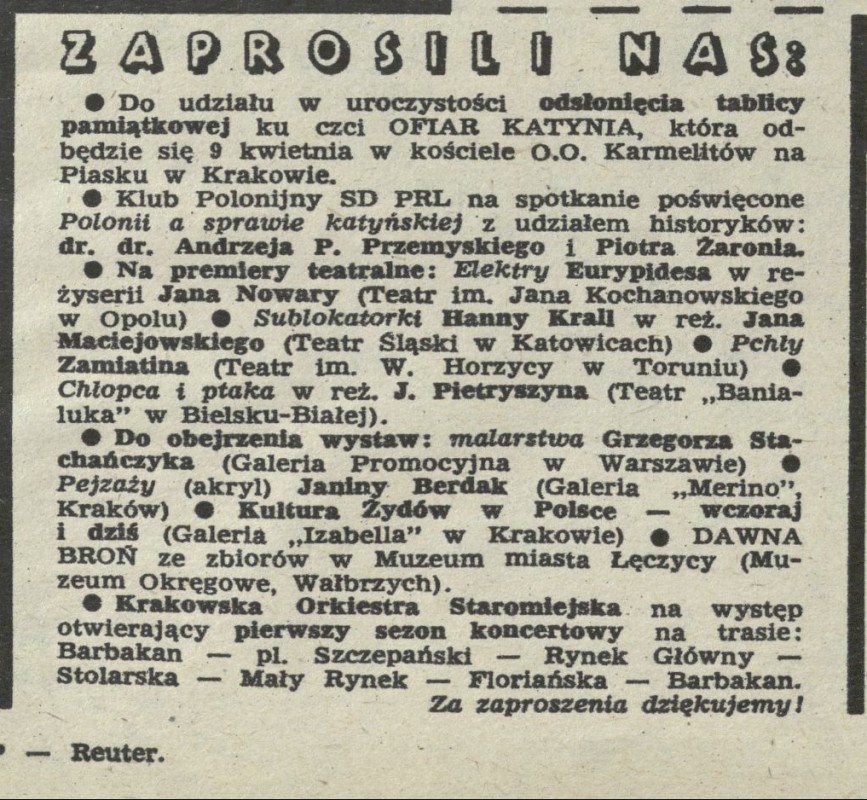 ZAPROSILI NAS:
● Do udziału w uroczystości odsłonięcia tablicy
pamiątkowej ku czci OFIAR KATYNIA, która od-
będzie się 9 kwietnia w kościele O.O. Karmelitów na
Piasku w Krakowie.
● Klub Polonijny SD PRL na spotkanie poświęcone
Polonii a sprawie katyńskiej z udziałem historyków:
dr. dr. Andrzeja P. Przemyskiego i Piotra Żaronia.
● Na premiery teatralne: Elektry Eurypidesa w re-
żyserii Jana Nowary (Teatr im. Jana Kochanowskiego
w Opolu) ● Sublokatorki Hanny Krall w reż. Jana
Maciejowskiego (Teatr Śląski w Katowicach) ● Pchły
Zamiatina (Teatr im. W. Horzycy w Toruniu) ●
Chłopca i ptaka w reż. J. Pietryszyna (Teatr „Bania-
luka” w Bielsku-Białej).
● Do obejrzenia wystaw: malarstwa Grzegorza Sta-
chańczyka (Galeria Promocyjna w Warszawie) ●
Pejzaży (akryl) Janiny Berdak (Galeria „Merino”,
Kraków) ● Kultura Żydów w Polsce — wczoraj
i dziś (Galeria „Izabella” w Krakowie) ● DAWNA
BROŃ ze zbiorów w Muzeum miasta Łęczycy (Mu-
zeum Okręgowe, Wałbrzych).
● Krakowska Orkiestra Staromiejska na występ
otwierający pierwszy sezon koncertowy na trasie:
Barbakan — pl. Szczepański — Rynek Główny —
Stolarska — Mały Rynek — Floriańska — Barbakan.
Za zaproszenia dziękujemy!
— Reuter.